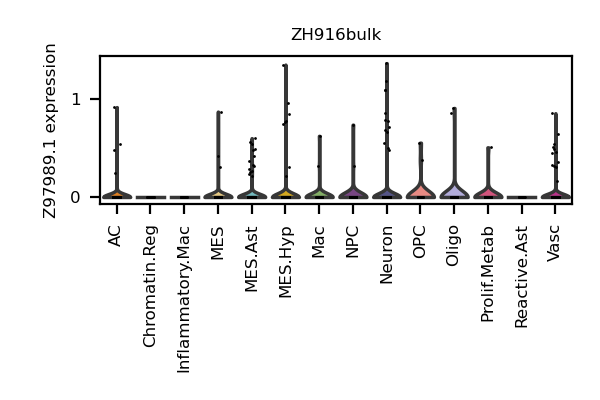 ZH916bulk
Z97989.1 expression
1
0
AC
Chromatin.Reg
Inflammatory.Mac
MES
MES.Ast
MES.Hyp
Mac
NPC
Neuron
OPC
Oligo
Prolif.Metab
Reactive.Ast
Vasc